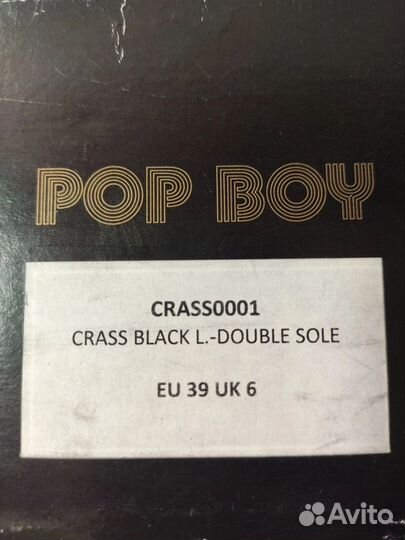 POP BOY
CRASS0001
CRASS BLACK L.-DOUBLE SOLE
EU 39 UK 6
Avito